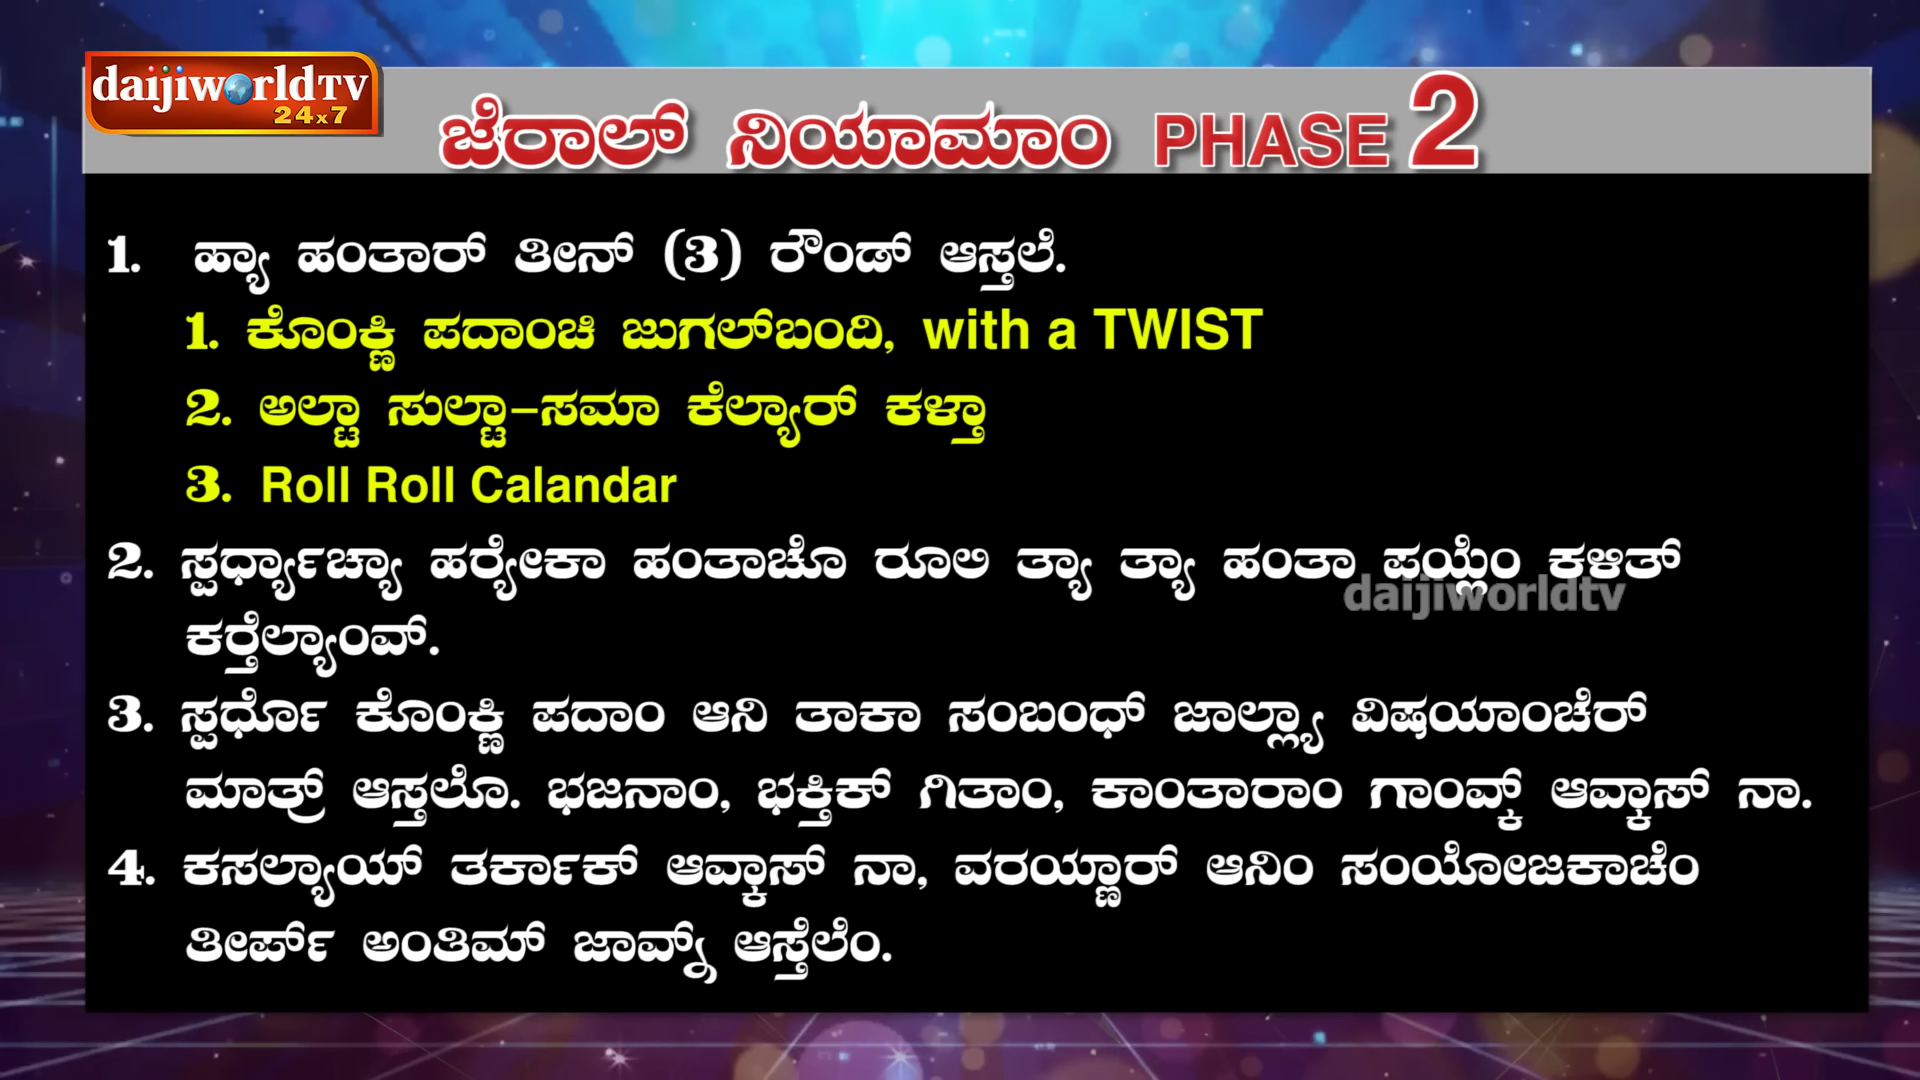 daijiworldTV
24x7
ಜೆರಾಲ್ ನಿಯಾಮಾಂ PHASE 2
1. ಹ್ಯಾ ಹಂತಾರ್ ತೀನ್ (3) ರೌಂಡ್ ಆಸ್ತಲೆ.
1. ಕೊಂಕ್ಣಿ ಪದಾಂಚಿ ಜುಗಲ್‌ಬಂದಿ, with a TWIST
2. ಅಲ್ಟಾ ಸುಲ್ಟಾ-ಸಮಾ ಕೆಲ್ಯಾರ್ ಕಳ್ತಾ
3. Roll Roll Calandar
2. ಸ್ಪರ್ಧ್ಯಾಚ್ಯಾ ಹರ‍್ಯೇಕಾ ಹಂತಾಚೊ ರೂಲಿ ತ್ಯಾ ತ್ಯಾ ಹಂತಾ ಪಯ್ಲೆಂ ಕಳಿತ್
daijiworldtv
ಕರ‍್ತೆಲ್ಯಾಂವ್.
3. ಸ್ಪರ್ಧೊ ಕೊಂಕ್ಣಿ ಪದಾಂ ಆನಿ ತಾಕಾ ಸಂಬಂಧ್ ಜಾಲ್ಲ್ಯಾ ವಿಷಯಾಂಚೆರ್
ಮಾತ್ರ್ ಆಸ್ತಲೊ. ಭಜನಾಂ, ಭಕ್ತಿಕ್ ಗಿತಾಂ, ಕಾಂತಾರಾಂ ಗಾಂವ್ಕ್ ಆವ್ಕಾಸ್ ನಾ.
4. ಕಸಲ್ಯಾಯ್ ತರ್ಕಾಕ್ ಆವ್ಕಾಸ್ ನಾ, ವರಯ್ಣಾರ್ ಆನಿಂ ಸಂಯೋಜಕಾಚೆಂ
ತೀರ್ಪ್ ಅಂತಿಮ್ ಜಾವ್ನ್ ಆಸ್ತೆಲೆಂ.